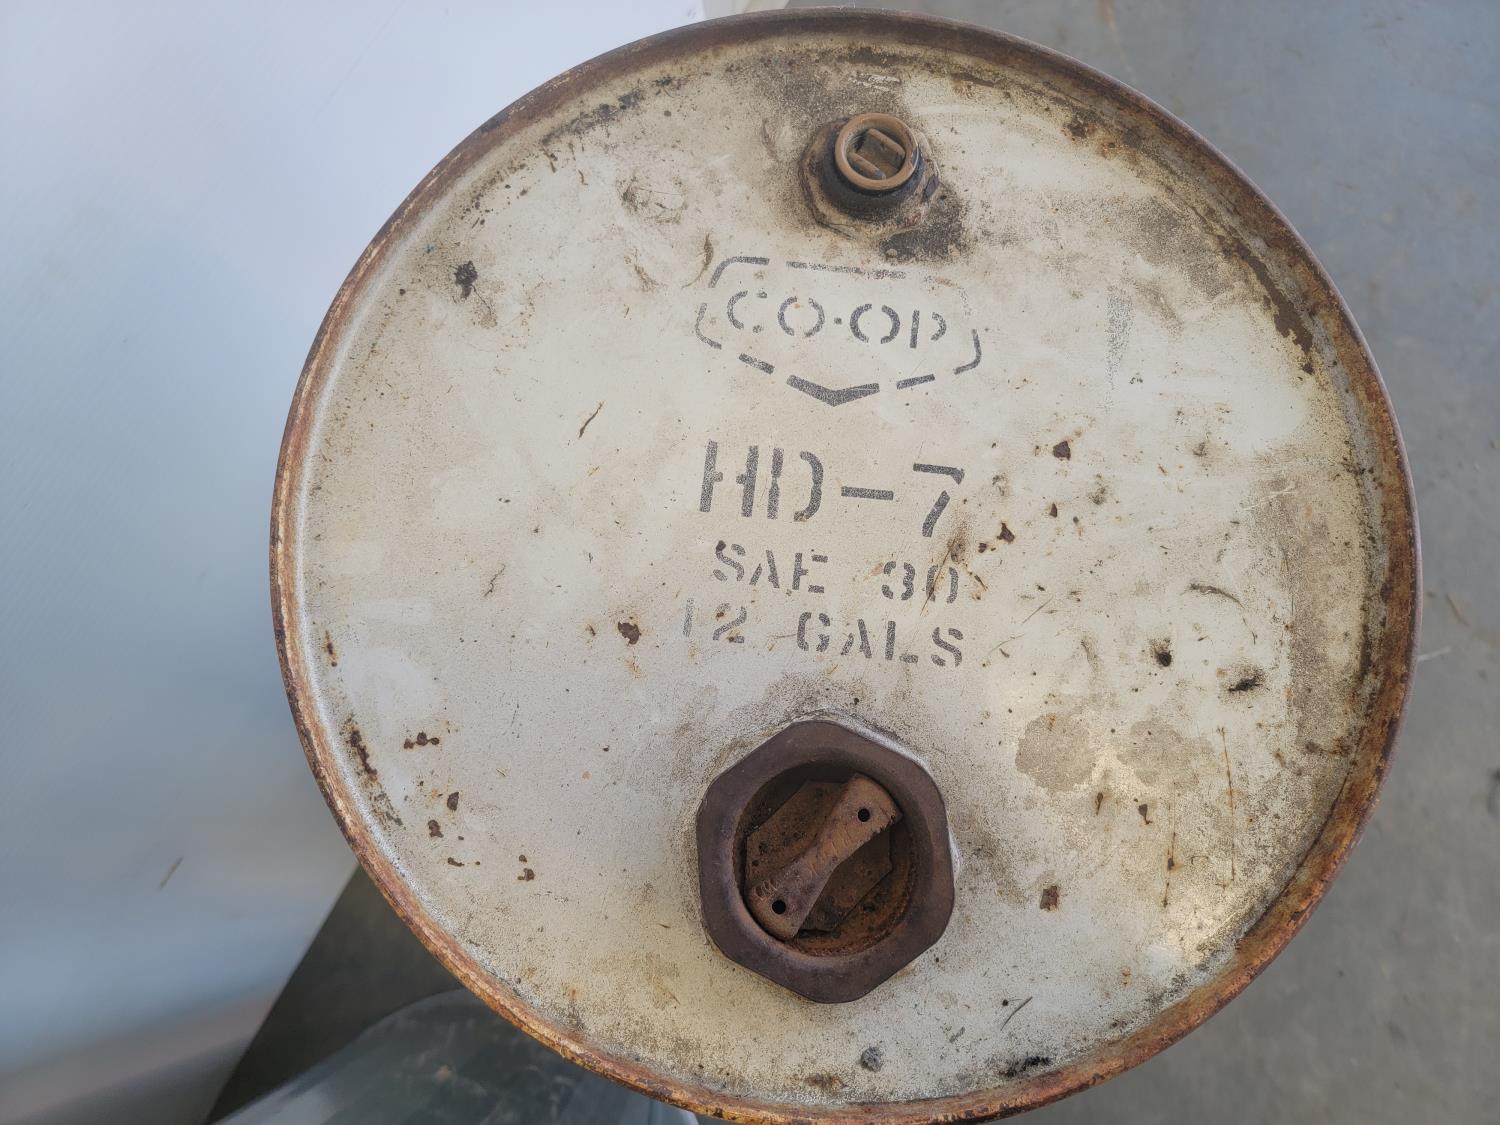 CO-OP
HD-7
SAE 30
12 GALS